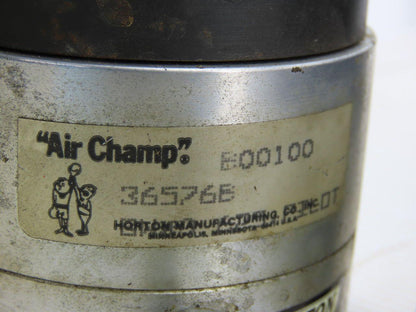 "Air Champ".
B00100
36576B
HORTON MANUFACTURING, CO. INC.
MINNEAPOLIS, MINNESOTA U.S.A.